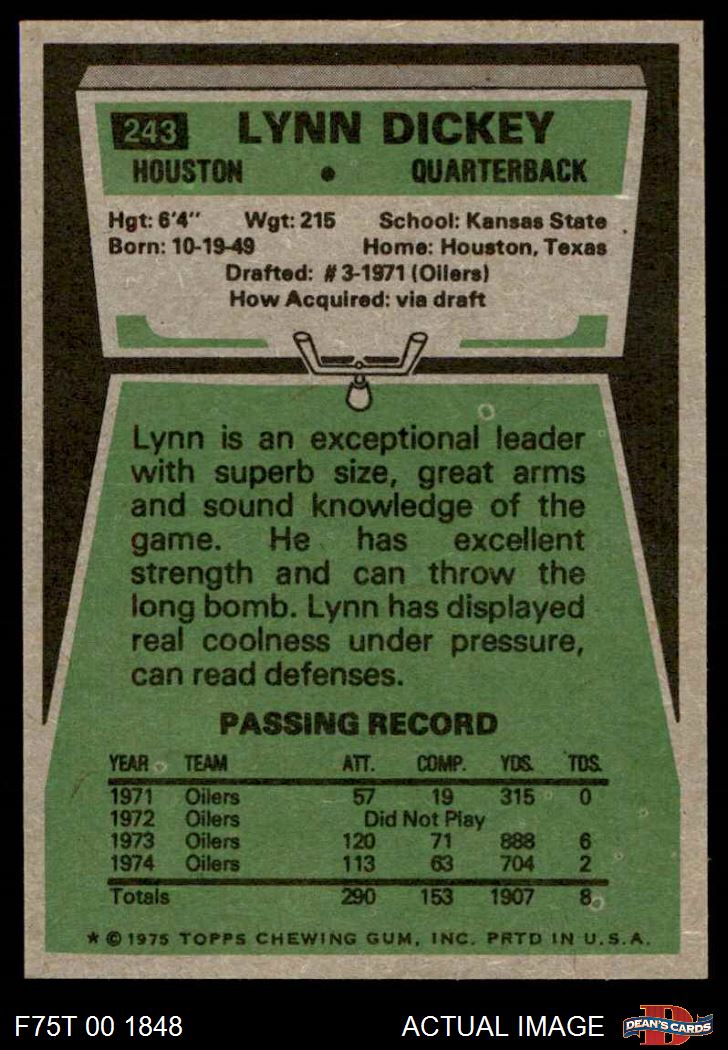 243 LYNN DICKEY
HOUSTON • QUARTERBACK
Hgt: 6'4" Wgt: 215 School: Kansas State
Born: 10-19-49 Home: Houston, Texas
Drafted: #3-1971 (Oilers)
How Acquired: via draft
Lynn is an exceptional leader
with superb size, great arms
and sound knowledge of the
game. He has excellent
strength and can throw the
long bomb. Lynn has displayed
real coolness under pressure,
can read defenses.
PASSING RECORD
YEAR TEAM ATT. COMP. YDS. TDS.
1971 Oilers 57 19 315 0
1972 Oilers Did Not Play
1973 Oilers 120 71 888 6
1974 Oilers 113 63 704 2
Totals 290 153 1907 8
* © 1975 TOPPS CHEWING GUM, INC. PRTD IN U.S.A.
F75T 00 1848 ACTUAL IMAGE D DEAN'S CARDS